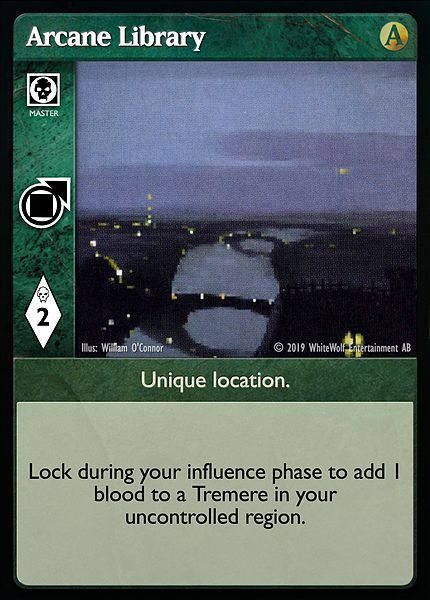 Arcane Library
A
MASTER
2
Illus: William O'Connor
© 2019 WhiteWolf Entertainment AB
Unique location.
Lock during your influence phase to add 1
blood to a Tremere in your
uncontrolled region.